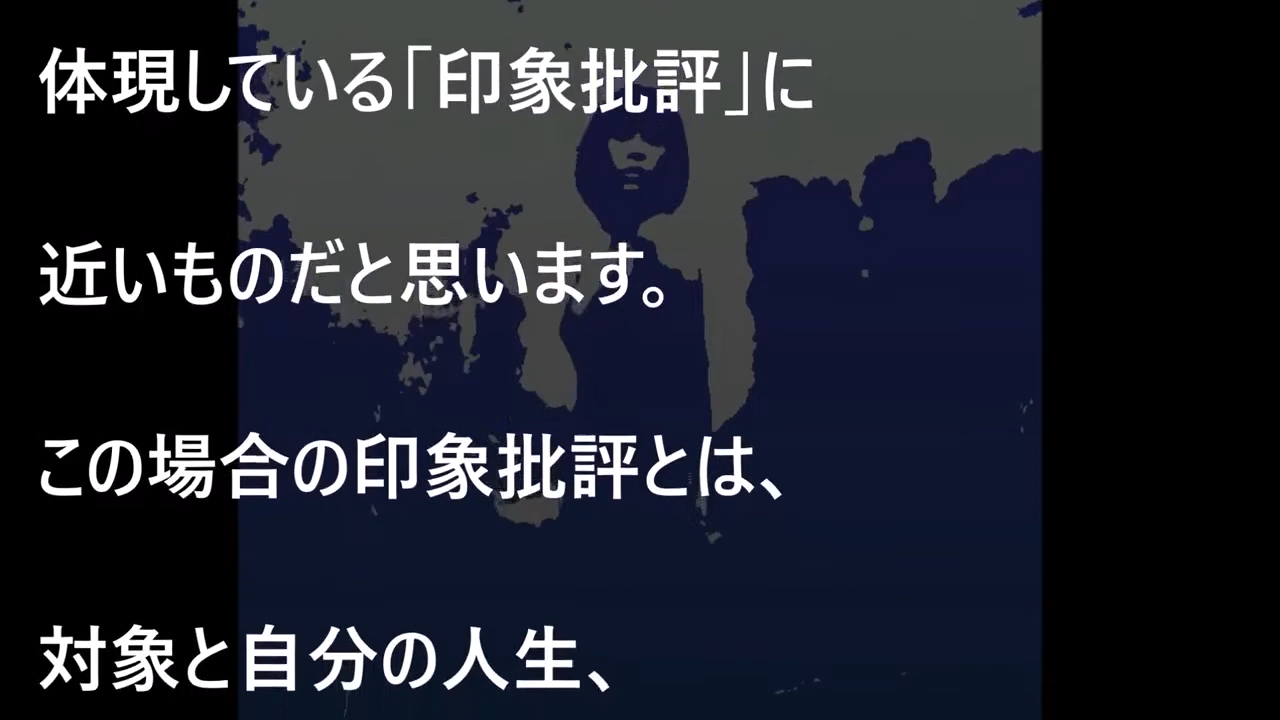 体現している「印象批評」に
近いものだと思います。
この場合の印象批評とは、
対象と自分の人生、